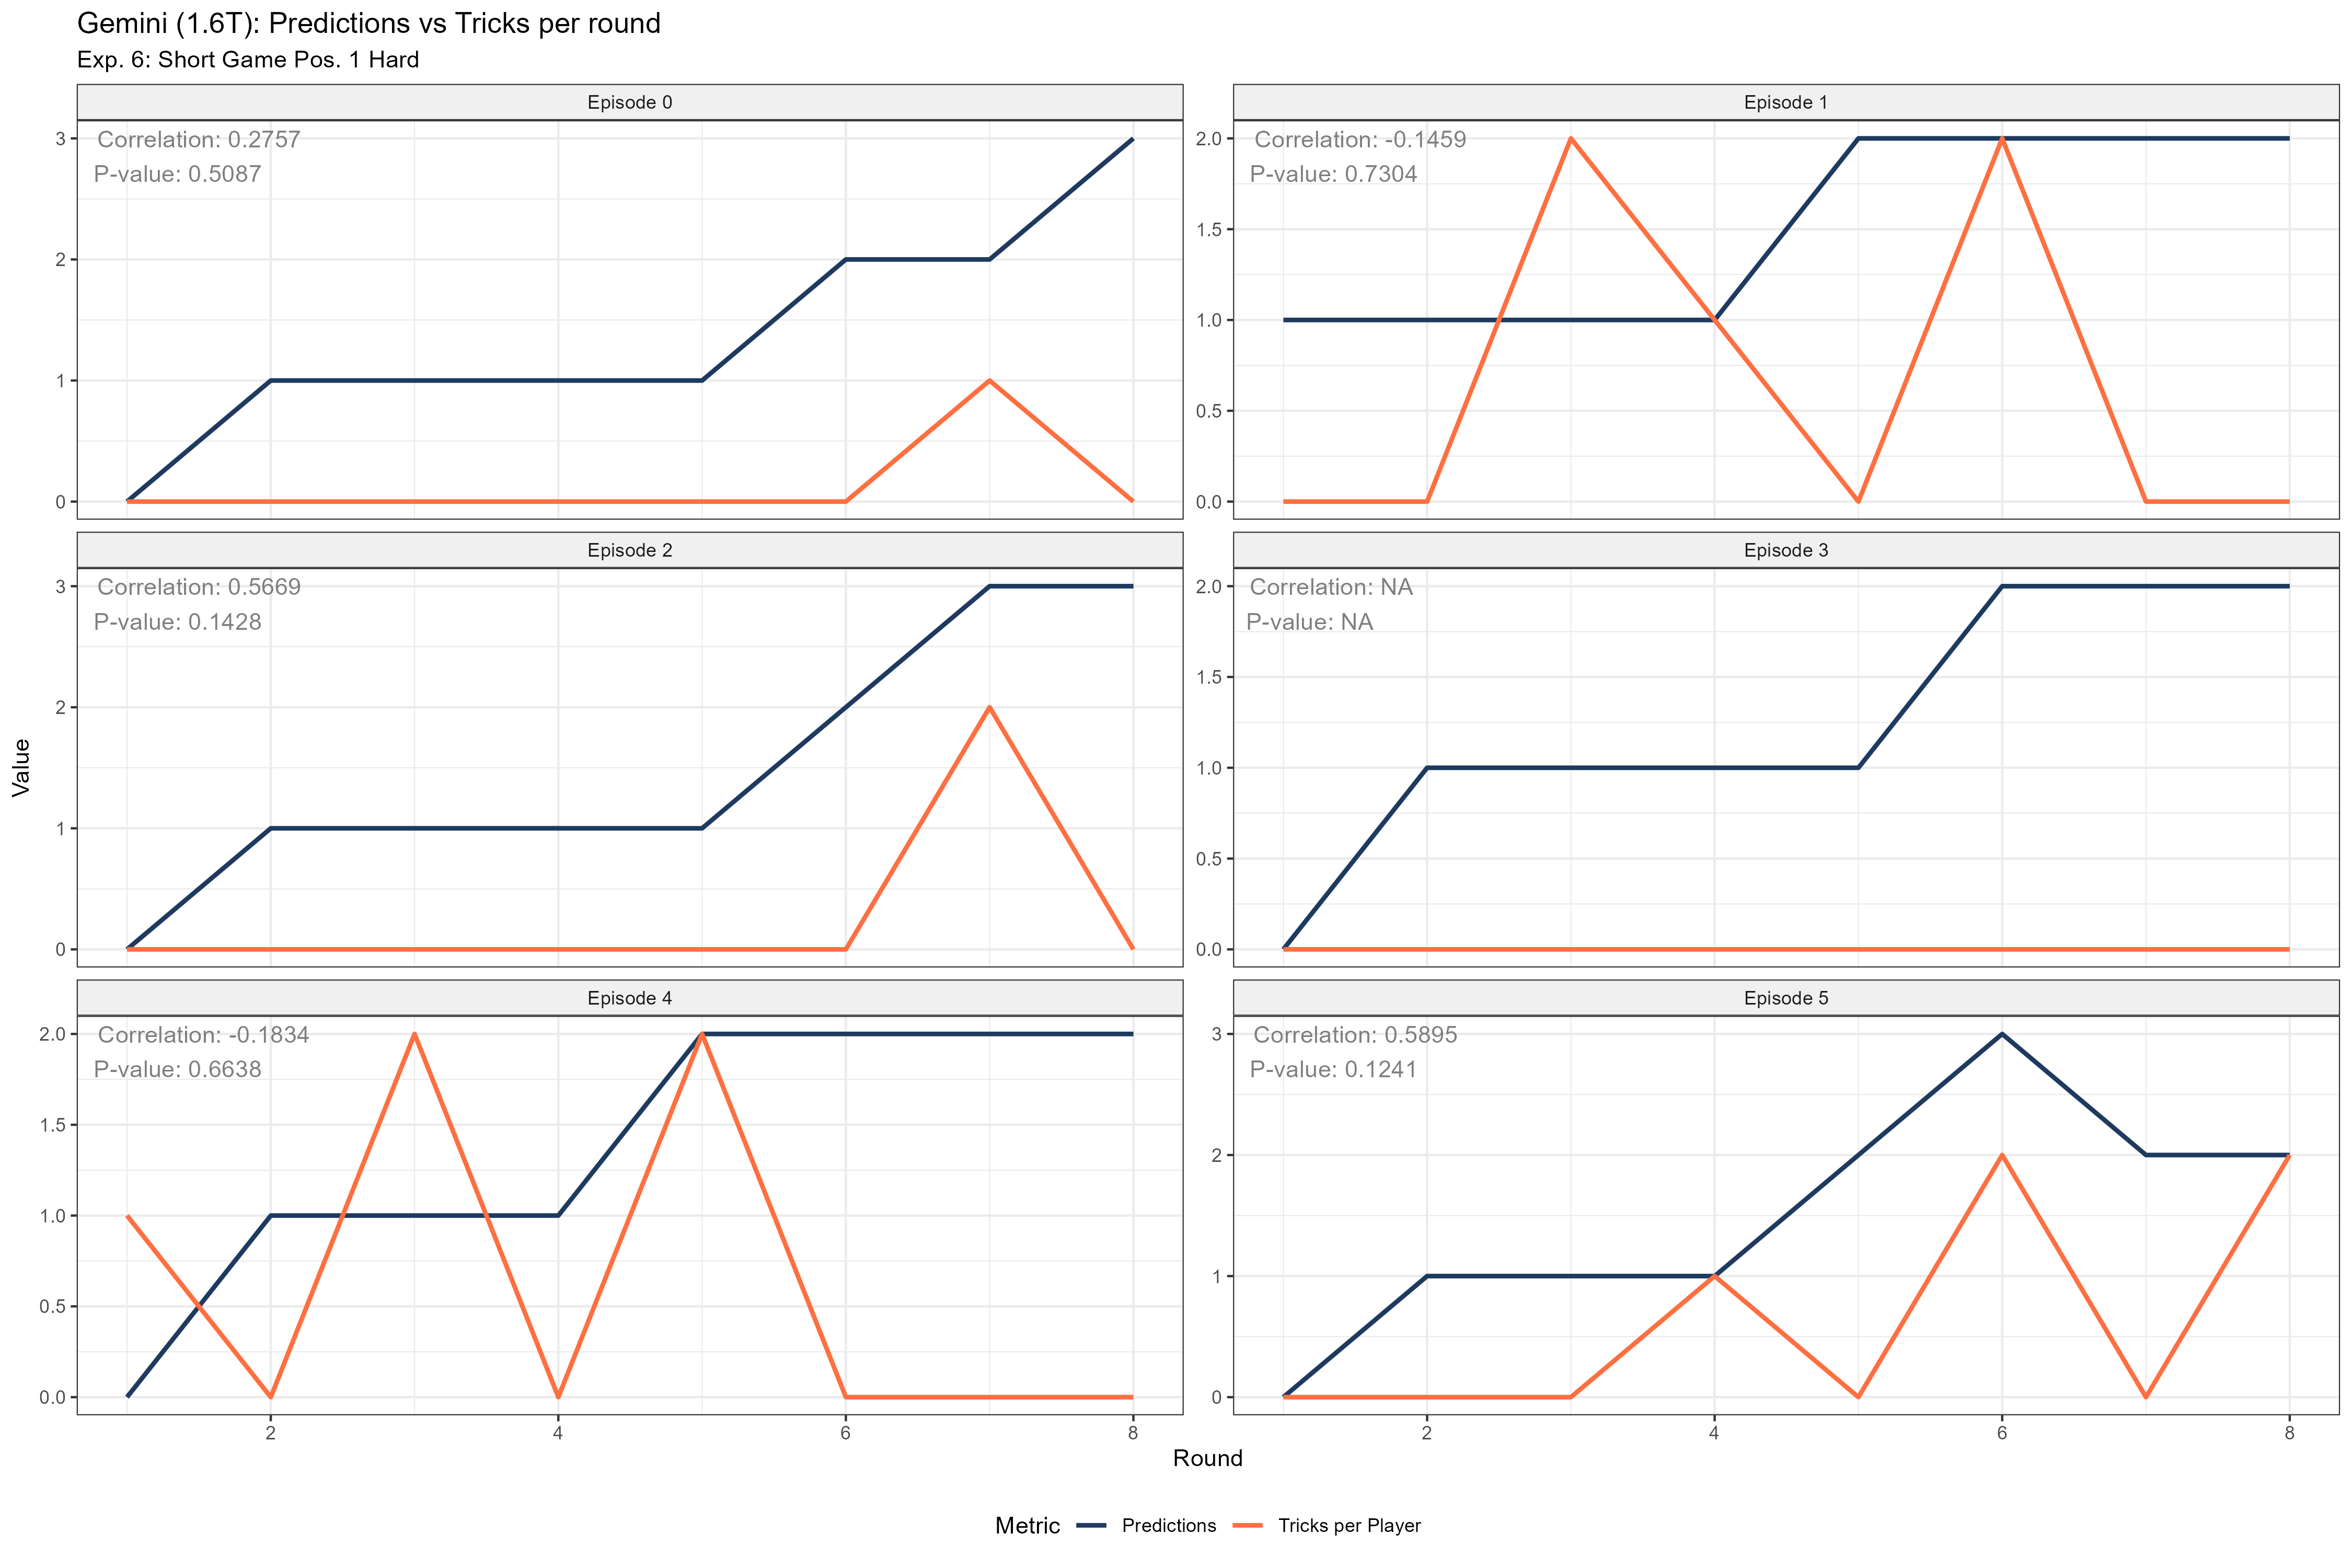 Gemini (1.6T): Predictions vs Tricks per round
Exp. 6: Short Game Pos. 1 Hard
Episode 0
Correlation: 0.2757
P-value: 0.5087
3
2
1
0
Episode 1
Correlation: -0.1459
P-value: 0.7304
2.0
1.5
1.0
0.5
0.0
Episode 2
Correlation: 0.5669
P-value: 0.1428
3
2
1
0
Episode 3
Correlation: NA
P-value: NA
2.0
1.5
1.0
0.5
0.0
Episode 4
Correlation: -0.1834
P-value: 0.6638
2.0
1.5
1.0
0.5
0.0
2 4 6 8
Episode 5
Correlation: 0.5895
P-value: 0.1241
3
2
1
0
2 4 6 8
Value
Round
Metric Predictions Tricks per Player